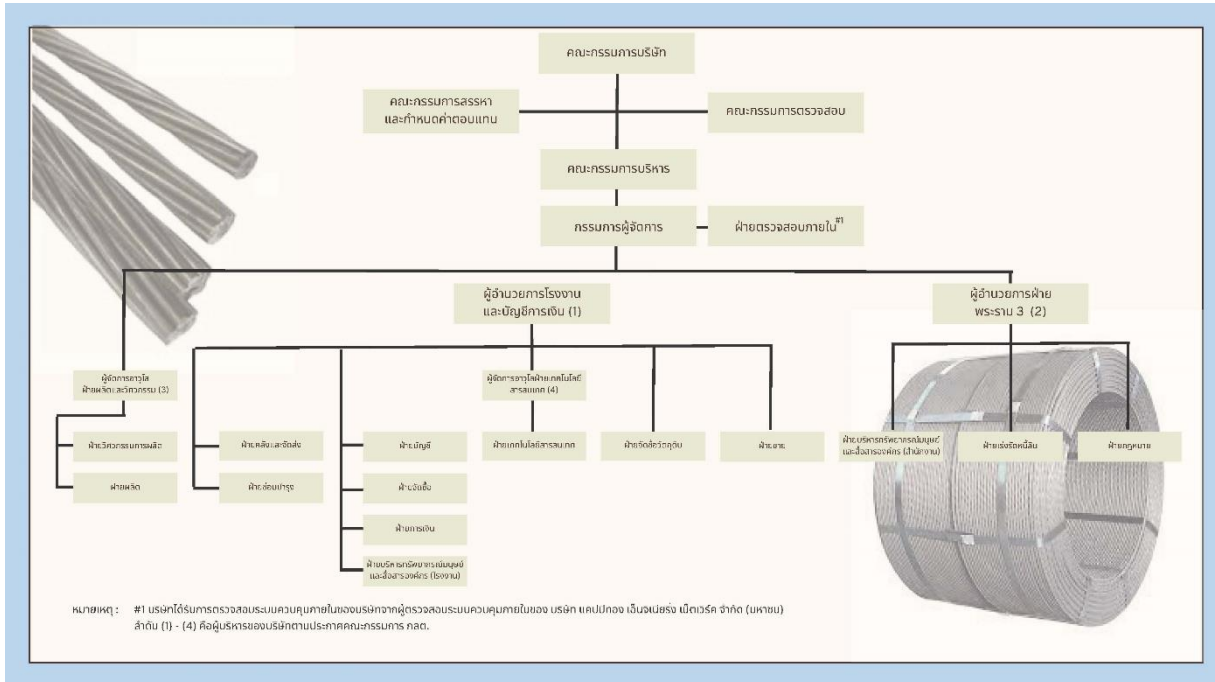 คณะกรรมการบริษัท
คณะกรรมการสรรหา
และกำหนดค่าตอบแทน
คณะกรรมการตรวจสอบ
คณะกรรมการบริหาร
กรรมการผู้จัดการ
ฝ่ายตรวจสอบภายใน#1
ผู้อำนวยการโรงงาน
และบัญชีการเงิน (1)
ผู้อำนวยการฝ่าย
พระราม 3 (2)
ผู้จัดการอาวุโส
ฝ่ายผลิตและวิศวกรรม (3)
ผู้จัดการอาวุโสฝ่ายเทคโนโลยี
สารสนเทศ (4)
ฝ่ายวิศวกรรมการผลิต
ฝ่ายคลังและจัดส่ง
ฝ่ายบัญชี
ฝ่ายเทคโนโลยีสารสนเทศ
ฝ่ายจัดซื้อวัตถุดิบ
ฝ่ายขาย
ฝ่ายบริหารทรัพยากรมนุษย์
และสื่อสารองค์กร (สำนักงาน)
ฝ่ายเร่งรัดหนี้สิน
ฝ่ายกฎหมาย
ฝ่ายผลิต
ฝ่ายซ่อมบำรุง
ฝ่ายจัดซื้อ
ฝ่ายการเงิน
ฝ่ายบริหารทรัพยากรมนุษย์
และสื่อสารองค์กร (โรงงาน)
หมายเหตุ : #1 บริษัทได้รับการตรวจสอบระบบควบคุมภายในของบริษัทจากผู้ตรวจสอบระบบควบคุมภายในของ บริษัท แคปปทอง เอ็นจิเนียริ่ง เน็ตเวิร์ค จำกัด (มหาชน)
ลำดับ (1) - (4) คือผู้บริหารของบริษัทตามประกาศคณะกรรมการ กลต.